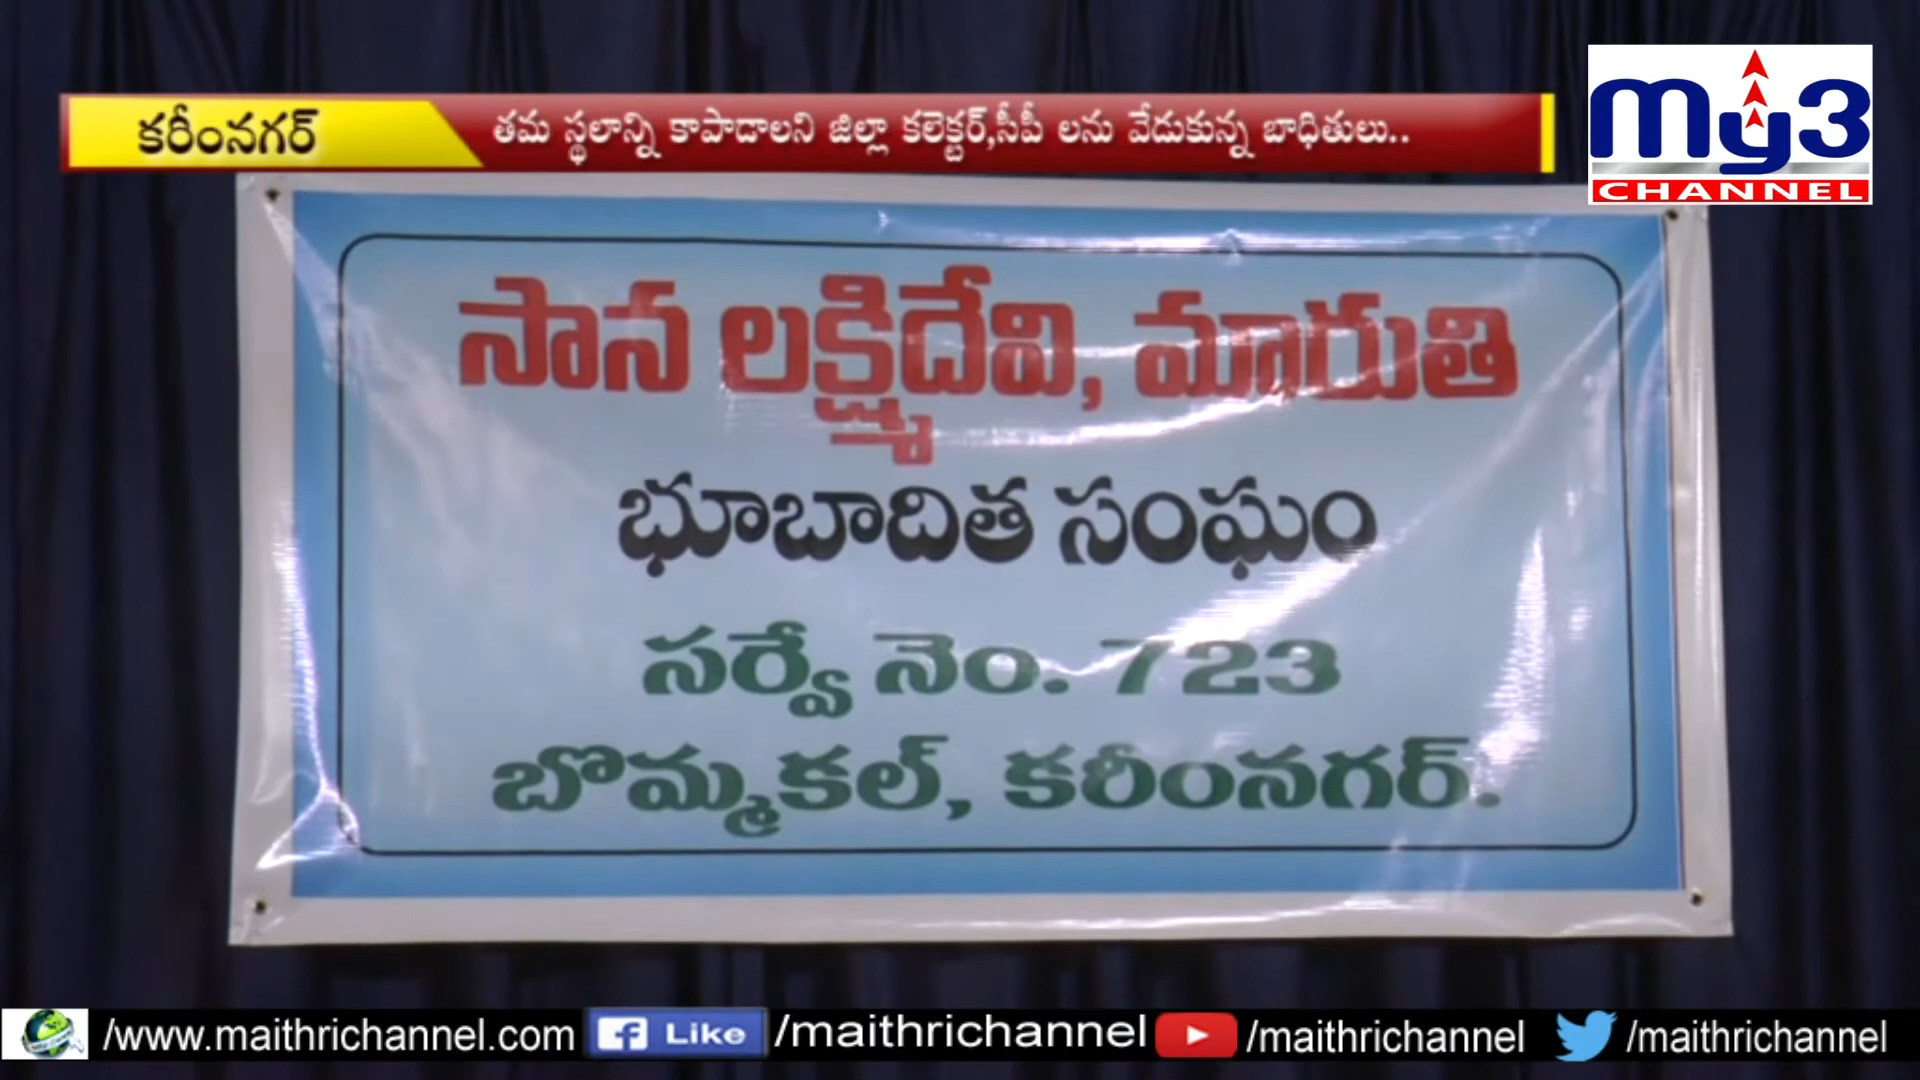 కరీంనగర్
తమ స్థలాన్ని కాపాడాలని జిల్లా కలెక్టర్,సీపీ లను వేడుకున్న బాధితులు..
my3
CHANNEL
సాన లక్ష్మిదేవి, మారుతి
భూబాదిత సంఘం
సర్వే నెం. 723
బొమ్మకల్, కరీంనగర్.
/www.maithrichannel.com
f Like /maithrichannel
/maithrichannel
/maithrichannel